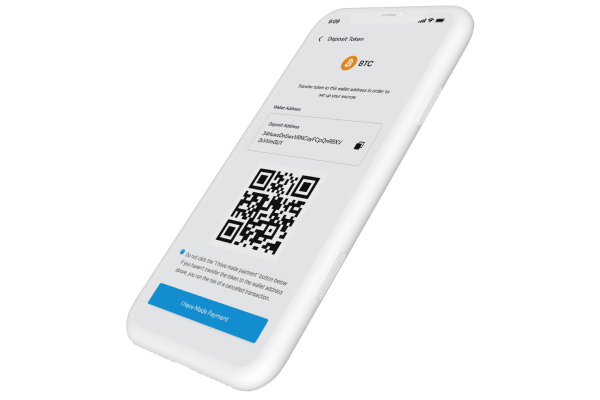 9:09
Deposit Token
BTC
Transfer token to this wallet address in order to
set up your escrow
Wallet Address
Deposit Address
Do not click the "I have made payment" button below
if you haven't transfer the token to the wallet address
above, you run the risk of a cancelled transaction.
I Have Made Payment